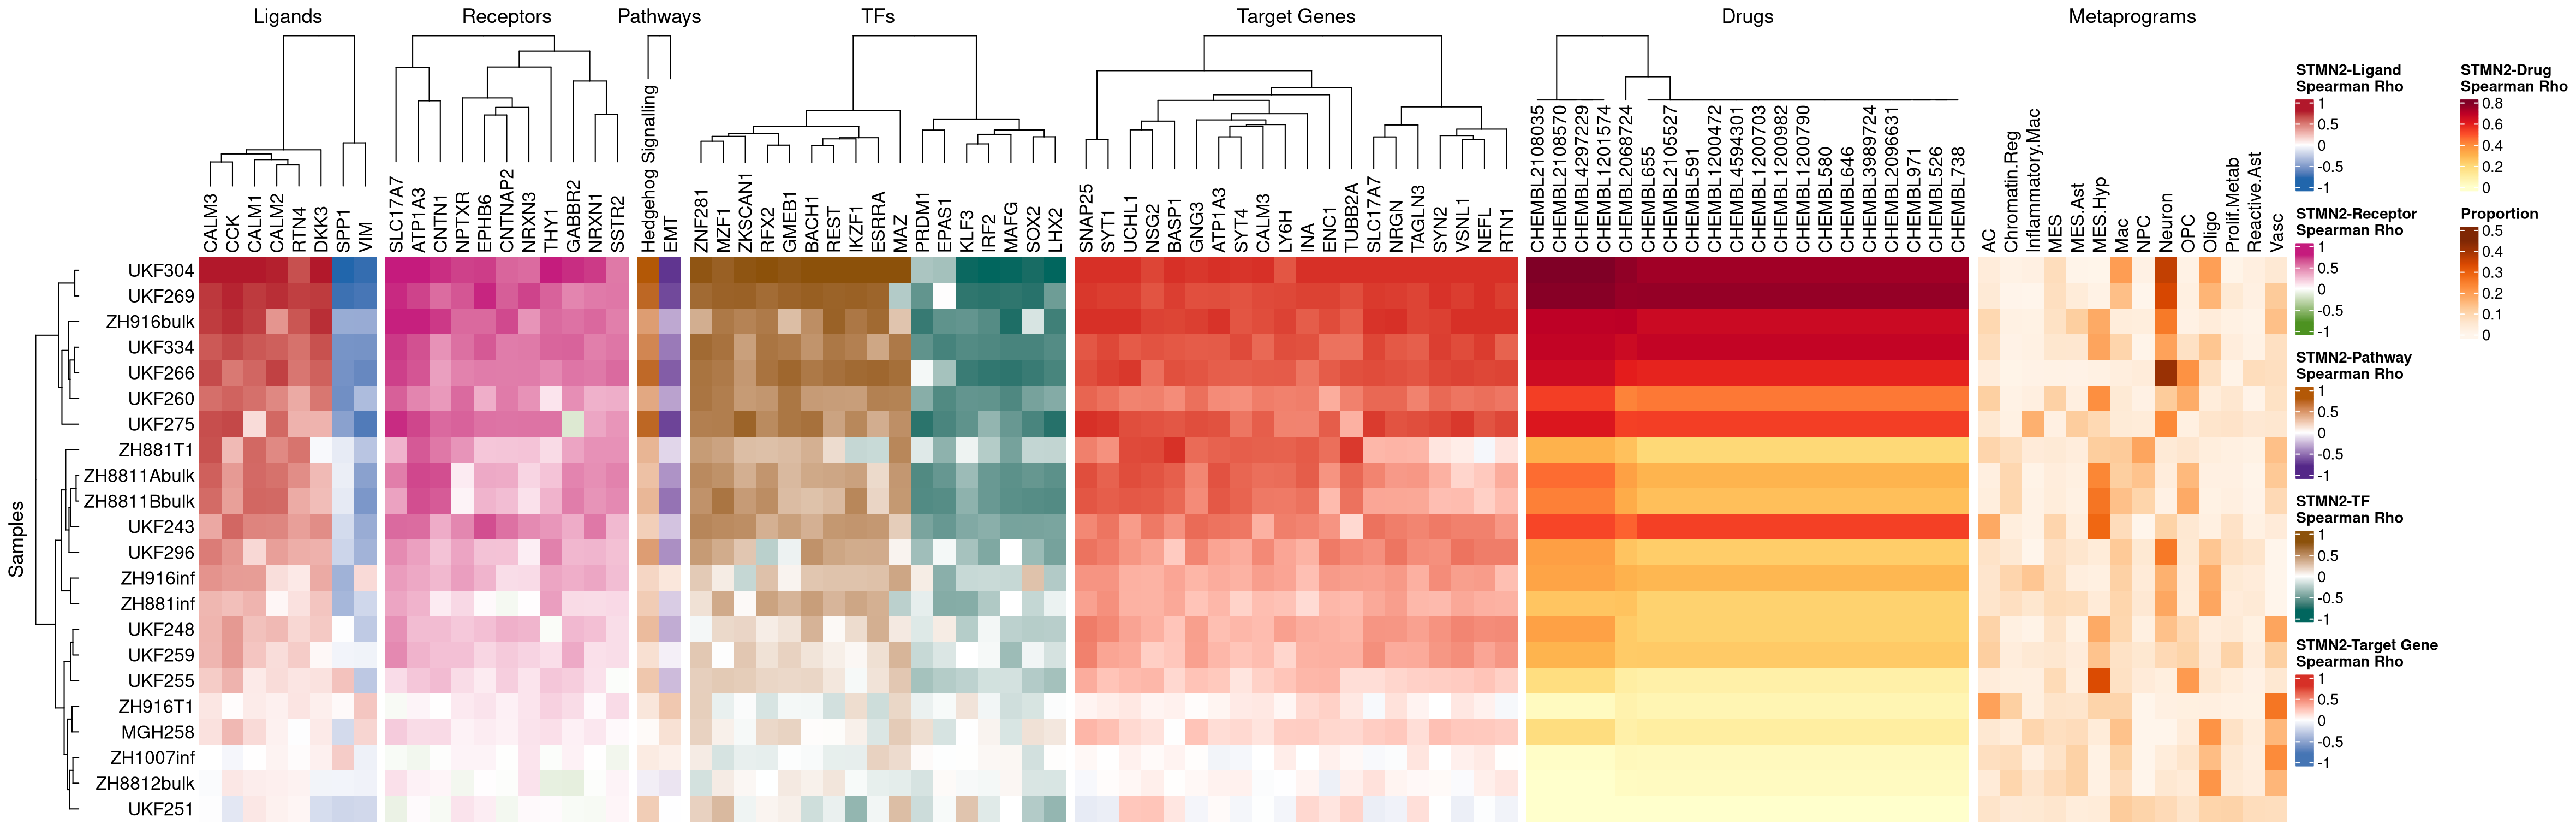 Ligands
Receptors
Pathways
TFs
Target Genes
Drugs
Metaprograms
CALM3
CCK
CALM1
CALM2
RTN4
DKK3
SPP1
VIM
SLC17A7
ATP1A3
CNTN1
NPTXR
EPHB6
CNTNAP2
NRXN3
THY1
GABBR2
NRXN1
SSTR2
Hedgehog Signalling
EMT
ZNF281
MZF1
ZKSCAN1
RFX2
GMEB1
BACH1
REST
IKZF1
ESRRA
MAZ
PRDM1
EPAS1
KLF3
IRF2
MAFG
SOX2
LHX2
SNAP25
SYT1
UCHL1
NSG2
BASP1
GNG3
ATP1A3
SYT4
CALM3
LY6H
INA
ENC1
TUBB2A
SLC17A7
NRGN
TAGLN3
SYN2
VSNL1
NEFL
RTN1
CHEMBL2108035
CHEMBL2108570
CHEMBL4297229
CHEMBL1201574
CHEMBL2068724
CHEMBL655
CHEMBL2105527
CHEMBL591
CHEMBL1200472
CHEMBL4594301
CHEMBL1200703
CHEMBL1200982
CHEMBL1200790
CHEMBL580
CHEMBL646
CHEMBL3989724
CHEMBL2096631
CHEMBL971
CHEMBL526
CHEMBL738
AC
Chromatin.Reg
Inflammatory.Mac
MES
MES.Ast
MES.Hyp
Mac
NPC
Neuron
OPC
Oligo
Prolif.Metab
Reactive.Ast
Vasc
Samples
UKF304
UKF269
ZH916bulk
UKF334
UKF266
UKF260
UKF275
ZH881T1
ZH8811Abulk
ZH8811Bbulk
UKF243
UKF296
ZH916inf
ZH881inf
UKF248
UKF259
UKF255
ZH916T1
MGH258
ZH1007inf
ZH8812bulk
UKF251
STMN2-Ligand
Spearman Rho
1
0.5
0
-0.5
-1
STMN2-Receptor
Spearman Rho
1
0.5
0
-0.5
-1
STMN2-Pathway
Spearman Rho
1
0.5
0
-0.5
-1
STMN2-TF
Spearman Rho
1
0.5
0
-0.5
-1
STMN2-Target Gene
Spearman Rho
1
0.5
0
-0.5
-1
STMN2-Drug
Spearman Rho
0.8
0.6
0.4
0.2
0
Proportion
0.5
0.4
0.3
0.2
0.1
0